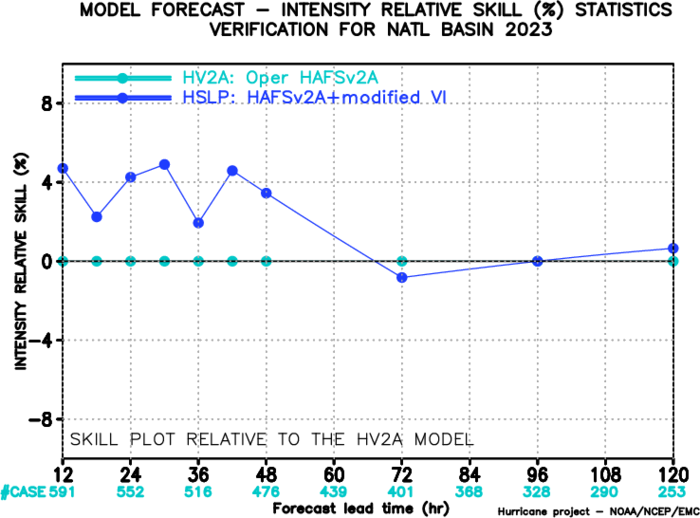 MODEL FORECAST – INTENSITY RELATIVE SKILL (%) STATISTICS
VERIFICATION FOR NATL BASIN 2023
HV2A: Oper HAFSv2A
HSLP: HAFSv2A+modified VI
INTENSITY RELATIVE SKILL (%)
8
4
0
−4
−8
SKILL PLOT RELATIVE TO THE HV2A MODEL
12 24 36 48 60 72 84 96 108 120
#CASE 591 552 516 476 439 401 368 328 290 253
Forecast lead time (hr)
Hurricane project – NOAA/NCEP/EMC